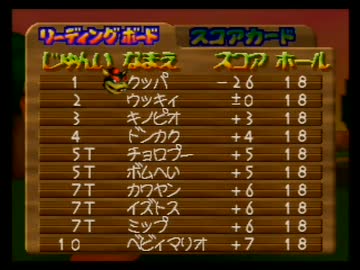 リーディングボード スコアカード
じゅんい なまえ スコア ホール
1 クッパ -26 18
2 ウッキィ ±0 18
3 キノピオ +3 18
4 ドンカク +4 18
5T チョロプー +5 18
5T ボムへい +5 18
7T カワヤン +6 18
7T イズトス +6 18
7T ミップ +6 18
10 ベビィマリオ +7 18